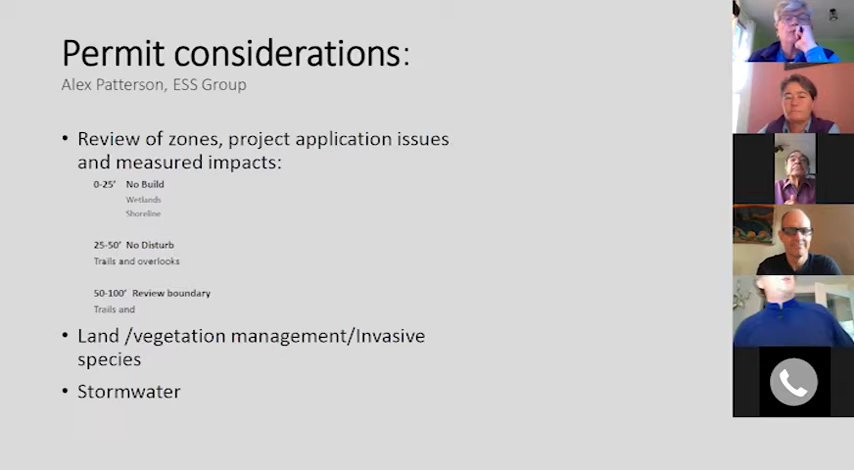 Permit considerations:
Alex Patterson, ESS Group
• Review of zones, project application issues
and measured impacts:
0-25' No Build
Wetlands
Shoreline
25-50' No Disturb
Trails and overlooks
50-100' Review boundary
Trails and
• Land /vegetation management/Invasive
species
• Stormwater